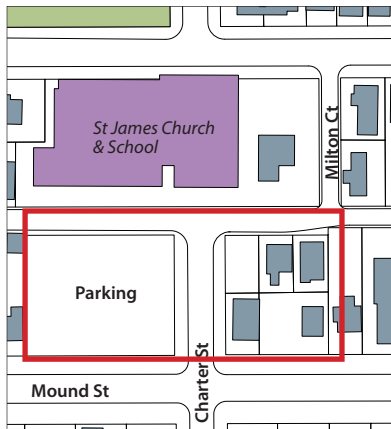 St James Church
& School
Milton Ct
Parking
Charter St
Mound St